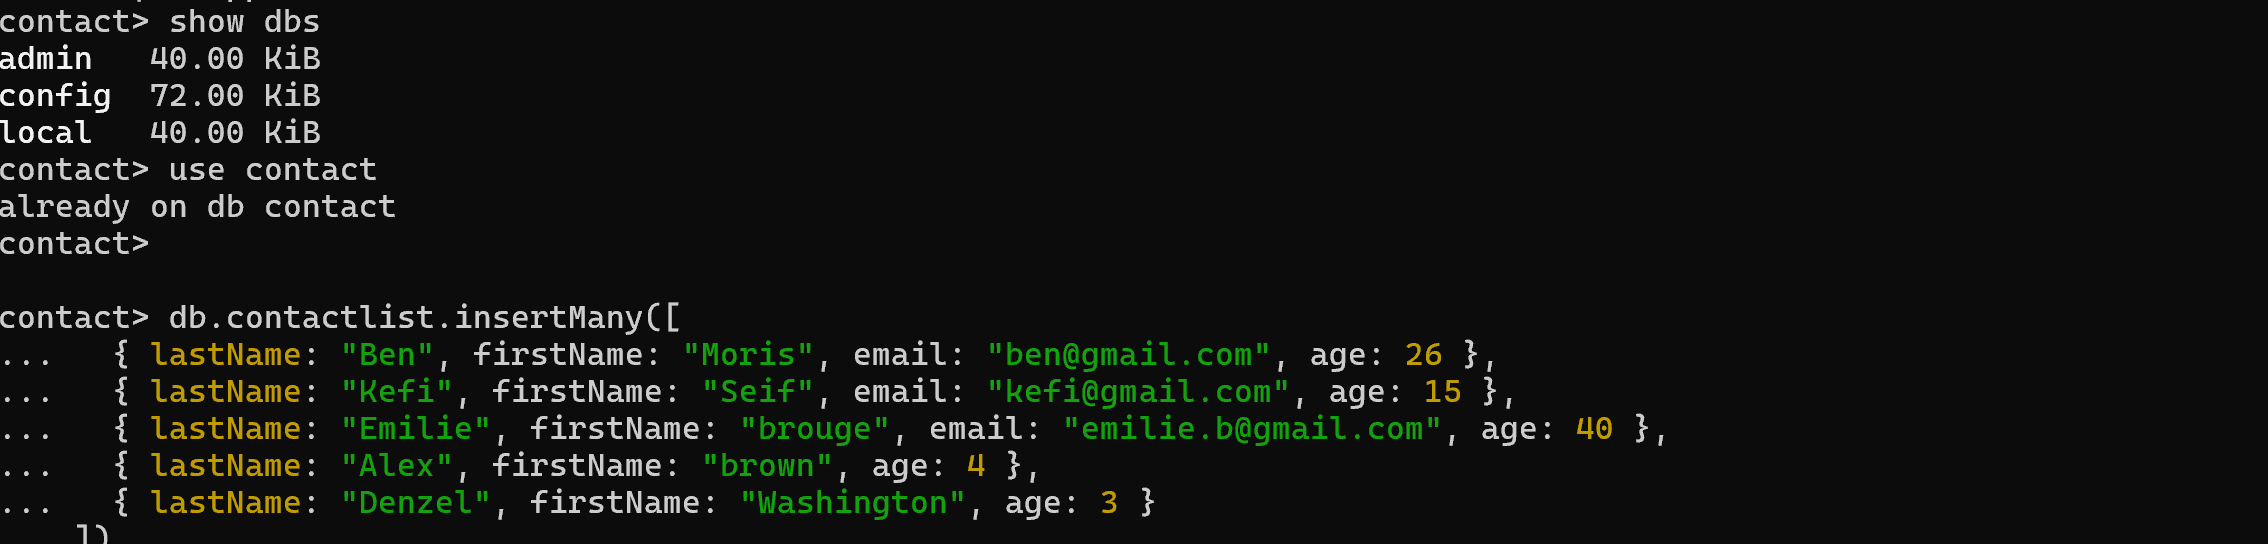 contact> show dbs
admin   40.00 KiB
config  72.00 KiB
local   40.00 KiB
contact> use contact
already on db contact
contact>
contact> db.contactlist.insertMany([
...   { lastName: "Ben", firstName: "Moris", email: "ben@gmail.com", age: 26 },
...   { lastName: "Kefi", firstName: "Seif", email: "kefi@gmail.com", age: 15 },
...   { lastName: "Emilie", firstName: "brouge", email: "emilie.b@gmail.com", age: 40 },
...   { lastName: "Alex", firstName: "brown", age: 4 },
...   { lastName: "Denzel", firstName: "Washington", age: 3 }
    ])